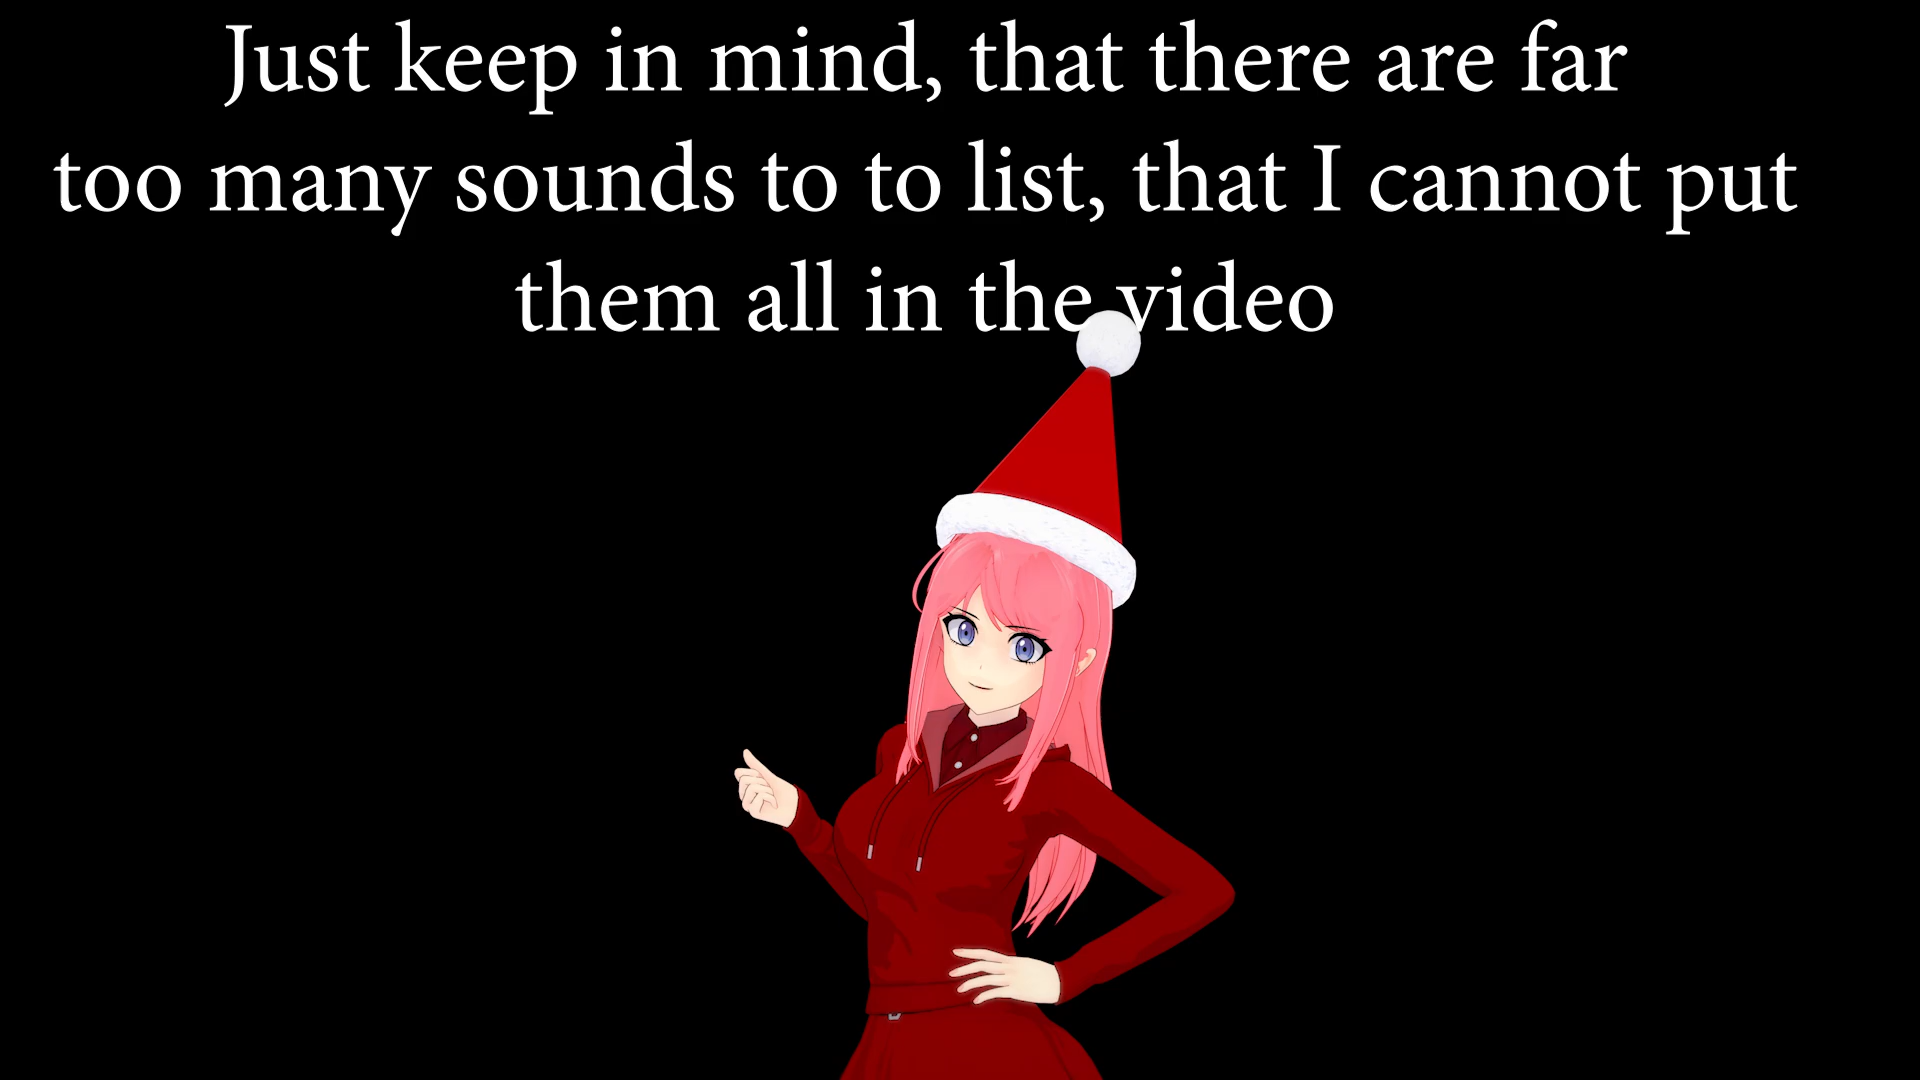 Just keep in mind, that there are far
too many sounds to to list, that I cannot put
them all in the video